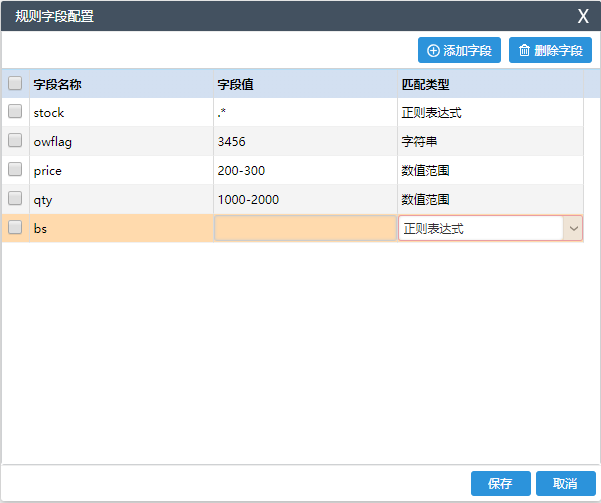 规则字段配置 X
添加字段 删除字段
字段名称 字段值 匹配类型
stock .* 正则表达式
owflag 3456 字符串
price 200-300 数值范围
qty 1000-2000 数值范围
bs 正则表达式
保存 取消